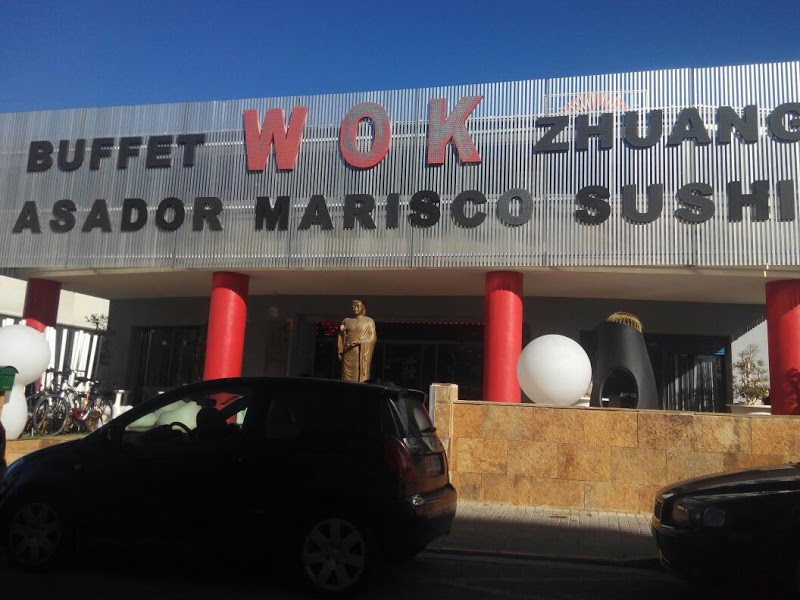 BUFFET WOK ZHUANG
ASADOR MARISCO SUSHI